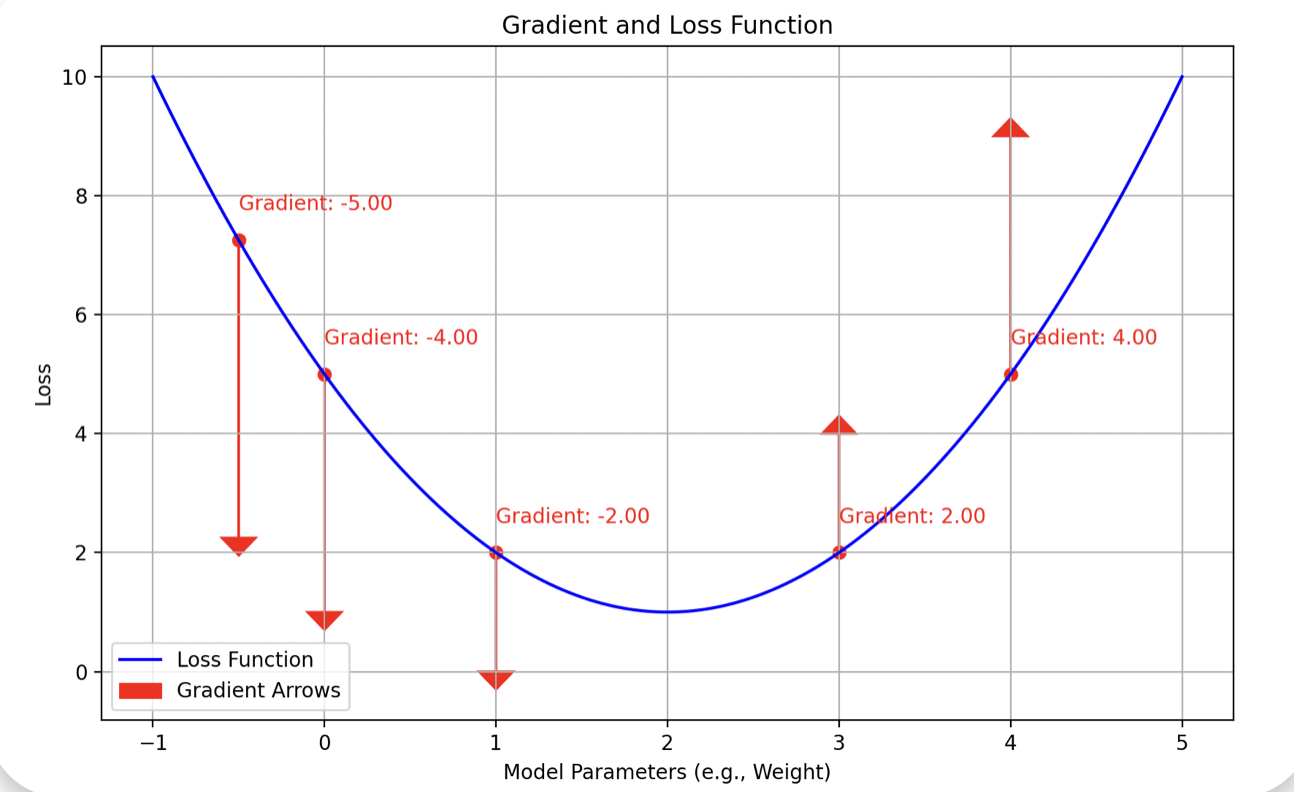 Gradient and Loss Function
10
8
6
4
2
0
Loss
Gradient: -5.00
Gradient: -4.00
Gradient: 4.00
Gradient: -2.00
Gradient: 2.00
Loss Function
Gradient Arrows
−1 0 1 2 3 4 5
Model Parameters (e.g., Weight)